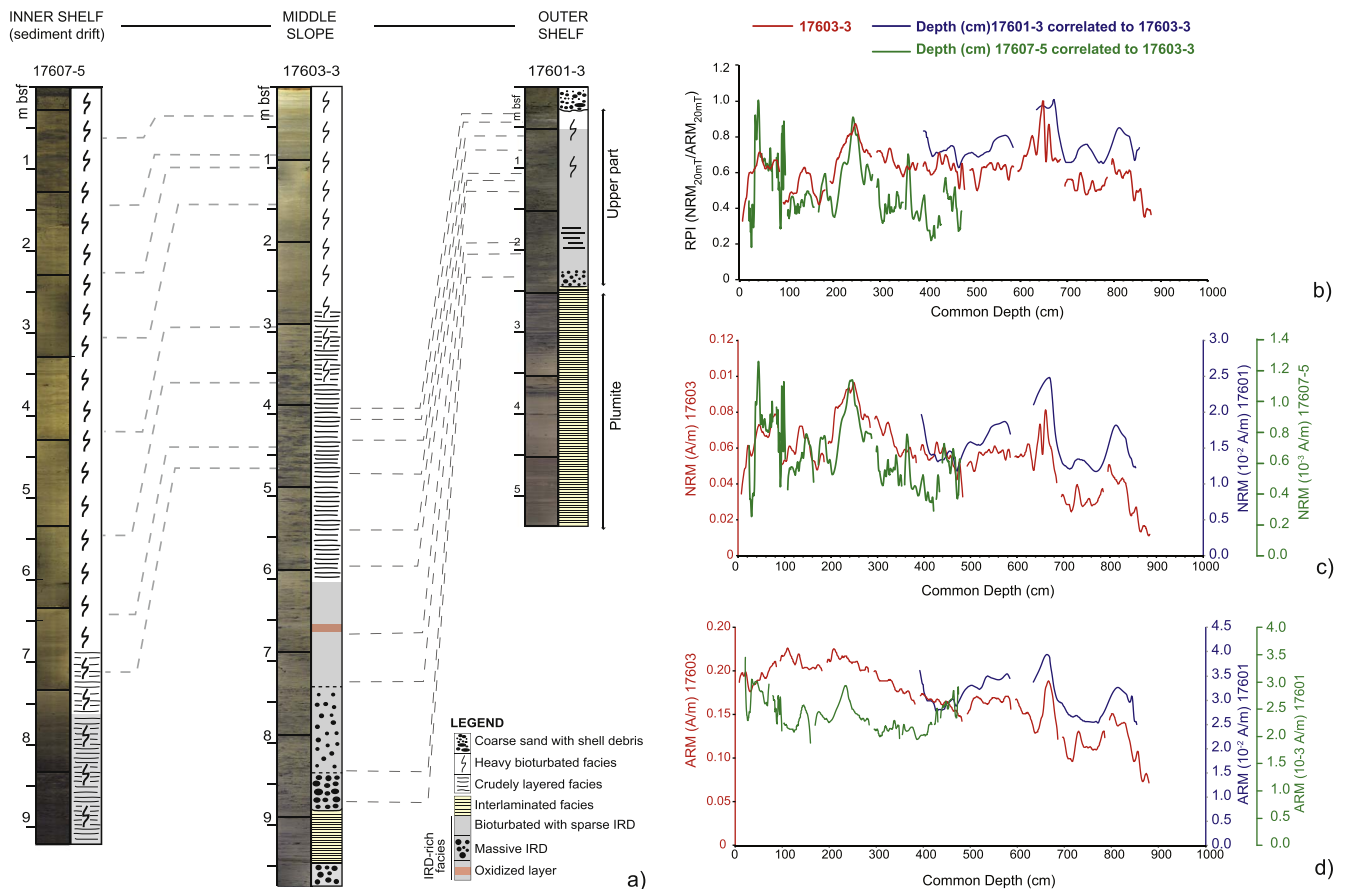 INNER SHELF
(sediment drift)
MIDDLE
SLOPE
OUTER
SHELF
17607-5
17603-3
17601-3
m bsf
1
2
3
4
5
6
7
8
9
m bsf
1
2
3
4
5
6
7
8
9
m bsf
1
2
3
4
5
Upper part
Plumite
LEGEND
Coarse sand with shell debris
Heavy bioturbated facies
Crudely layered facies
Interlaminated facies
Bioturbated with sparse IRD
Massive IRD
Oxidized layer
IRD-rich
facies
a)
17603-3
Depth (cm)17601-3 correlated to 17603-3
Depth (cm) 17607-5 correlated to 17603-3
RPI (NRM20mT/ARM20mT)
1.2
1.0
0.8
0.6
0.4
0.2
0
0 100 200 300 400 500 600 700 800 900 1000
Common Depth (cm)
b)
NRM (A/m) 17603
0.12
0.10
0.08
0.06
0.04
0.02
0
3.0
2.5
2.0
1.5
1.0
0.5
0.0
NRM (10-2 A/m) 17601)
1.4
1.2
1.0
0.8
0.6
0.4
0.2
0.0
NRM (10-3 A/m) 17607-5
0 100 200 300 400 500 600 700 800 900 1000
Common Depth (cm)
c)
ARM (A/m) 17603
0.20
0.20
0.15
0.10
0.05
0
4.5
4.0
3.5
3.0
2.5
2.0
1.5
1.0
0.5
0.0
ARM (10-2 A/m) 17601
4.0
3.5
3.0
2.5
2.0
1.5
1.0
0.5
0.0
ARM (10-3 A/m) 17601
0 100 200 300 400 500 600 700 800 900 1000
Common Depth (cm)
d)